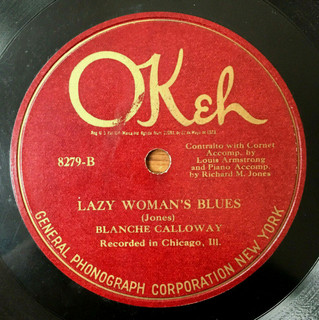 OKeh
8279-B
Contralto with Cornet
Accomp. by
Louis Armstrong
and Piano Accomp.
by Richard M. Jones
LAZY WOMAN'S BLUES
(Jones)
BLANCHE CALLOWAY
Recorded in Chicago, Ill.
GENERAL PHONOGRAPH CORPORATION NEW YORK